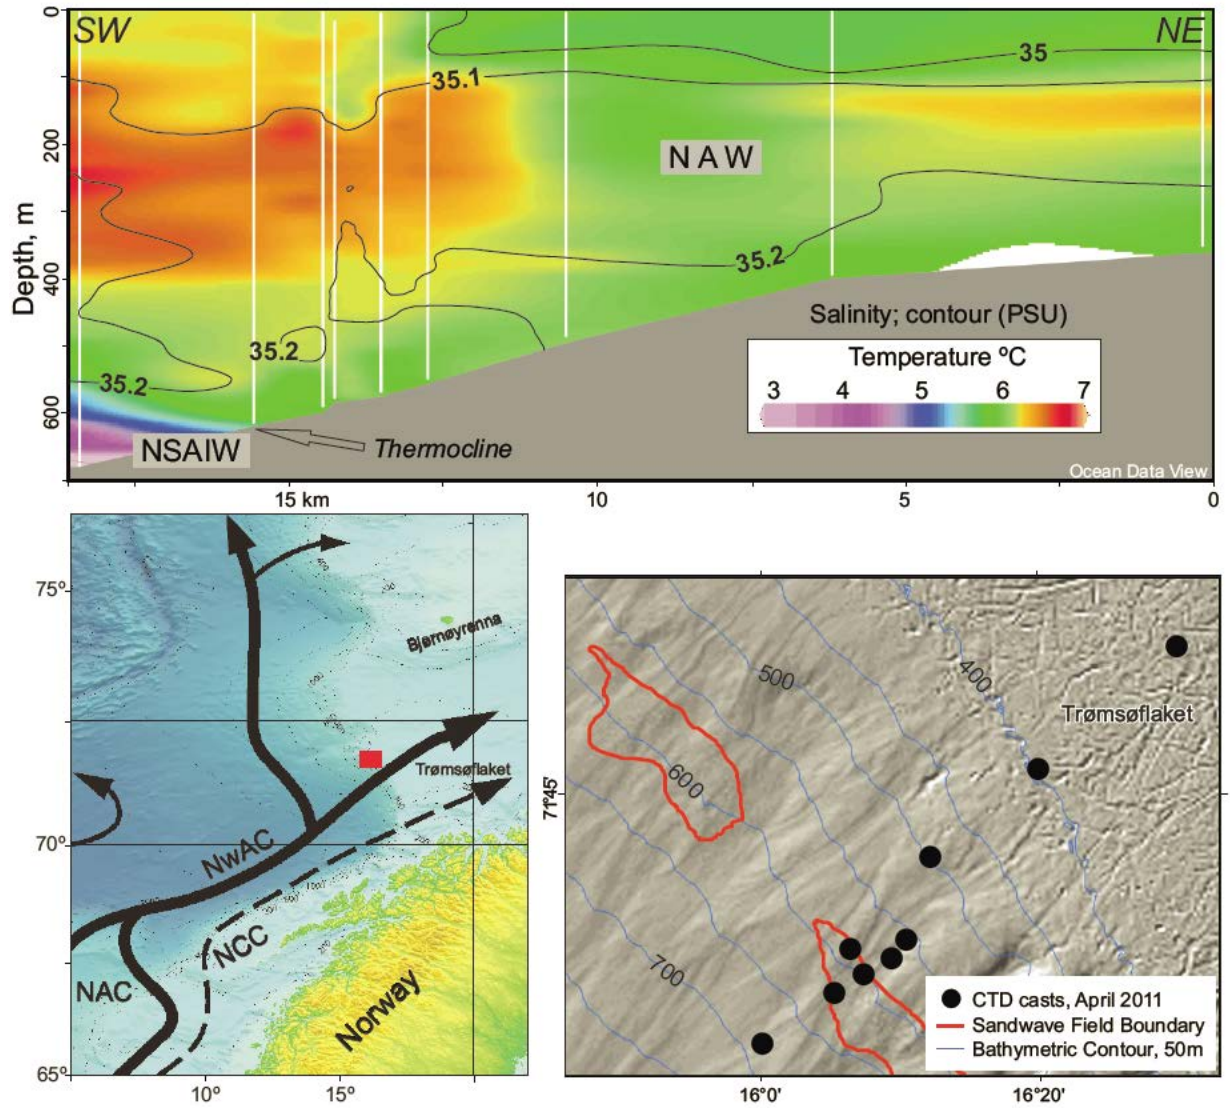 SW
NE
0
35
35.1
200
NAW
Depth, m
35.2
400
Salinity; contour (PSU)
35.2
Temperature ºC
35.2
3 4 5 6 7
600
NSAIW
Thermocline
Ocean Data View
15 km
10
5
0
75º
Bjørnøyrenna
Trømsøflaket
70º
NwAC
NCC
NAC
Norway
65º
10º
15º
500
400
Trømsøflaket
71º45'
600
700
CTD casts, April 2011
Sandwave Field Boundary
Bathymetric Contour, 50m
16º0'
16º20'